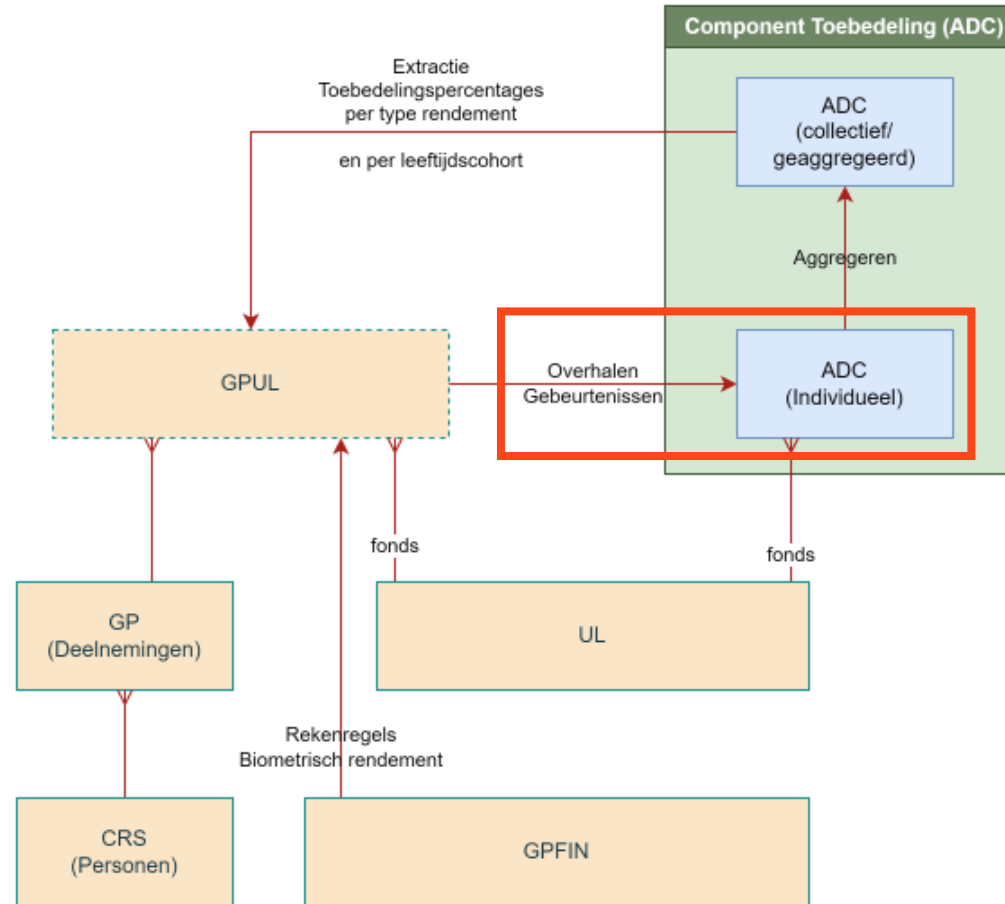 Component Toebedeling (ADC)
Extractie
Toebedelingspercentages
per type rendement
en per leeftijdscohort
ADC
(collectief/
geaggregeerd)
Aggregeren
GPUL
Overhalen
Gebeurtenissen
ADC
(Individueel)
fonds
fonds
GP
(Deelnemingen)
UL
Rekenregels
Biometrisch rendement
CRS
(Personen)
GPFIN